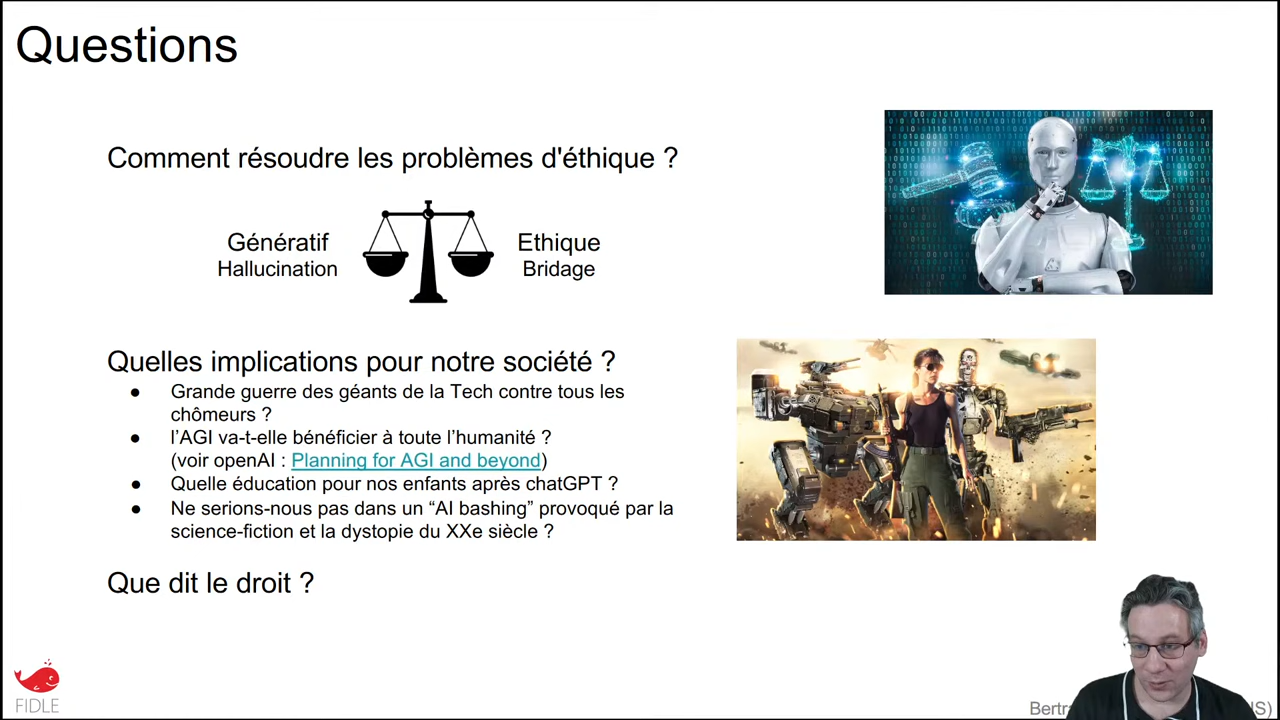 Questions
Comment résoudre les problèmes d'éthique ?
Génératif
Hallucination
Ethique
Bridage
Quelles implications pour notre société ?
● Grande guerre des géants de la Tech contre tous les
chômeurs ?
● l’AGI va-t-elle bénéficier à toute l’humanité ?
(voir openAI : Planning for AGI and beyond)
● Quelle éducation pour nos enfants après chatGPT ?
● Ne serions-nous pas dans un “AI bashing” provoqué par la
science-fiction et la dystopie du XXe siècle ?
Que dit le droit ?
FIDLE